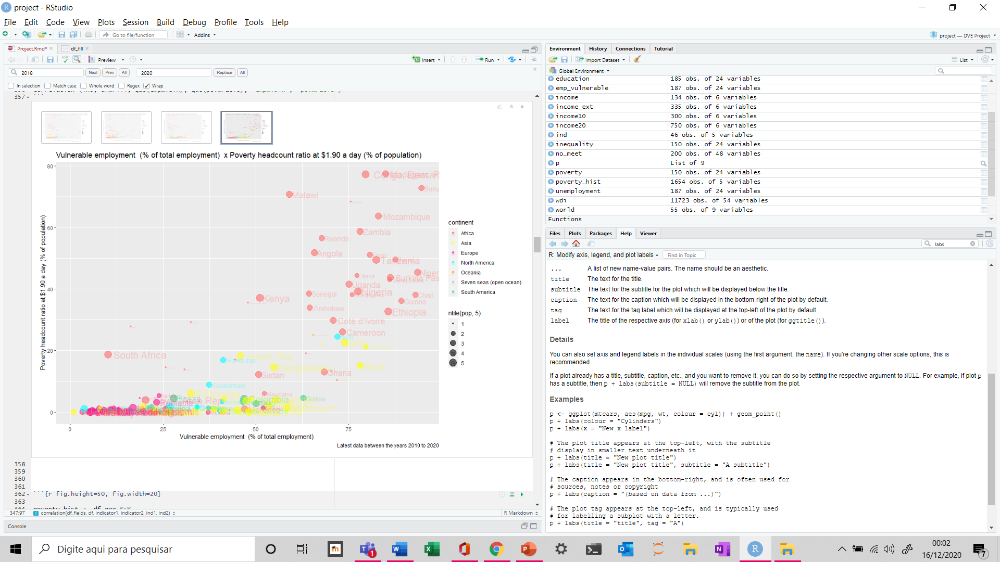 project - RStudio
File Edit Code View Plots Session Build Debug Profile Tools Help
Go to file/function Addins
project — DVE Project
Project.Rmd* df_fill
Preview Insert Run
2018 Next Prev All 2020 Replace All
In selection Match case Whole word Regex Wrap
357
Vulnerable employment (% of total employment) x Poverty headcount ratio at $1.90 a day (% of population)
Poverty headcount ratio at $1.90 a day (% of population)
80
60
40
20
0
Malawi
Mozambique
Zambia
Rwanda
Angola
Tanzania
Niger
Liberia
Uganda
Nigeria
Kenya
Senegal
Chad
Guinea
Zimbabwe
Ethiopia
Cote d'Ivoire
Cameroon
South Africa
Honduras
Bangladesh
Nepal
Sudan
Ghana
Guatemala
Mauritania
Colombia
Bolivia
0 25 50 75
Vulnerable employment (% of total employment)
Latest data between the years 2010 to 2020
continent
Africa
Asia
Europe
North America
Oceania
Seven seas (open ocean)
South America
ntile(pop, 5)
1
2
3
4
5
358
359
360
361
362 ```{r fig.height=50, fig.width=20}
363
347:97 correlation(df_fields, df, indicator1, indicator2, ind1, ind2) R Markdown
Console
Environment History Connections Tutorial
Import Dataset List
Global Environment
education 185 obs. of 24 variables
emp_vulnerable 187 obs. of 24 variables
income 134 obs. of 6 variables
income_ext 335 obs. of 6 variables
income10 300 obs. of 6 variables
income20 750 obs. of 6 variables
ind 46 obs. of 5 variables
inequality 150 obs. of 24 variables
no_meet 200 obs. of 48 variables
p List of 9
poverty 150 obs. of 24 variables
poverty_hist 1654 obs. of 5 variables
unemployment 187 obs. of 24 variables
wdi 11723 obs. of 54 variables
world 55 obs. of 9 variables
Functions
Files Plots Packages Help Viewer
labs
R: Modify axis, legend, and plot labels Find in Topic
... A list of new name-value pairs. The name should be an aesthetic.
title The text for the title.
subtitle The text for the subtitle for the plot which will be displayed below the title.
caption The text for the caption which will be displayed in the bottom-right of the plot by default.
tag The text for the tag label which will be displayed at the top-left of the plot by default.
label The title of the respective axis (for xlab() or ylab()) or of the plot (for ggtitle()).
Details
You can also set axis and legend labels in the individual scales (using the first argument, the name). If you're changing other scale options, this is
recommended.
If a plot already has a title, subtitle, caption, etc., and you want to remove it, you can do so by setting the respective argument to NULL. For example, if plot p
has a subtitle, then p + labs(subtitle = NULL) will remove the subtitle from the plot.
Examples
p <- ggplot(mtcars, aes(mpg, wt, colour = cyl)) + geom_point()
p + labs(colour = "Cylinders")
p + labs(x = "New x label")
# The plot title appears at the top-left, with the subtitle
# display in smaller text underneath it
p + labs(title = "New plot title")
p + labs(title = "New plot title", subtitle = "A subtitle")
# The caption appears in the bottom-right, and is often used for
# sources, notes or copyright
p + labs(caption = "(based on data from ...)")
# The plot tag appears at the top-left, and is typically used
# for labelling a subplot with a letter.
p + labs(title = "title", tag = "A")
Digite aqui para pesquisar
00:02
16/12/2020
7